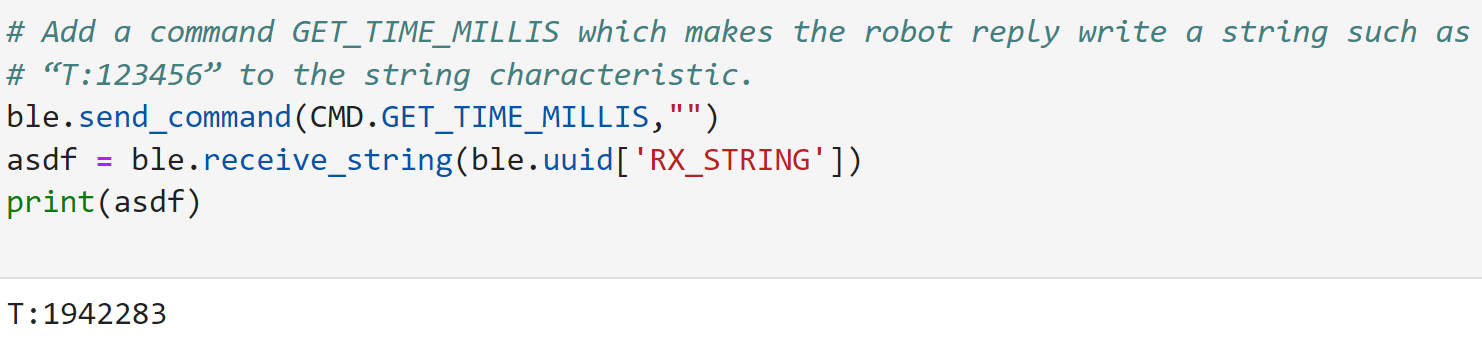 # Add a command GET_TIME_MILLIS which makes the robot reply write a string such as
# “T:123456” to the string characteristic.
ble.send_command(CMD.GET_TIME_MILLIS,"")
asdf = ble.receive_string(ble.uuid['RX_STRING'])
print(asdf)
T:1942283